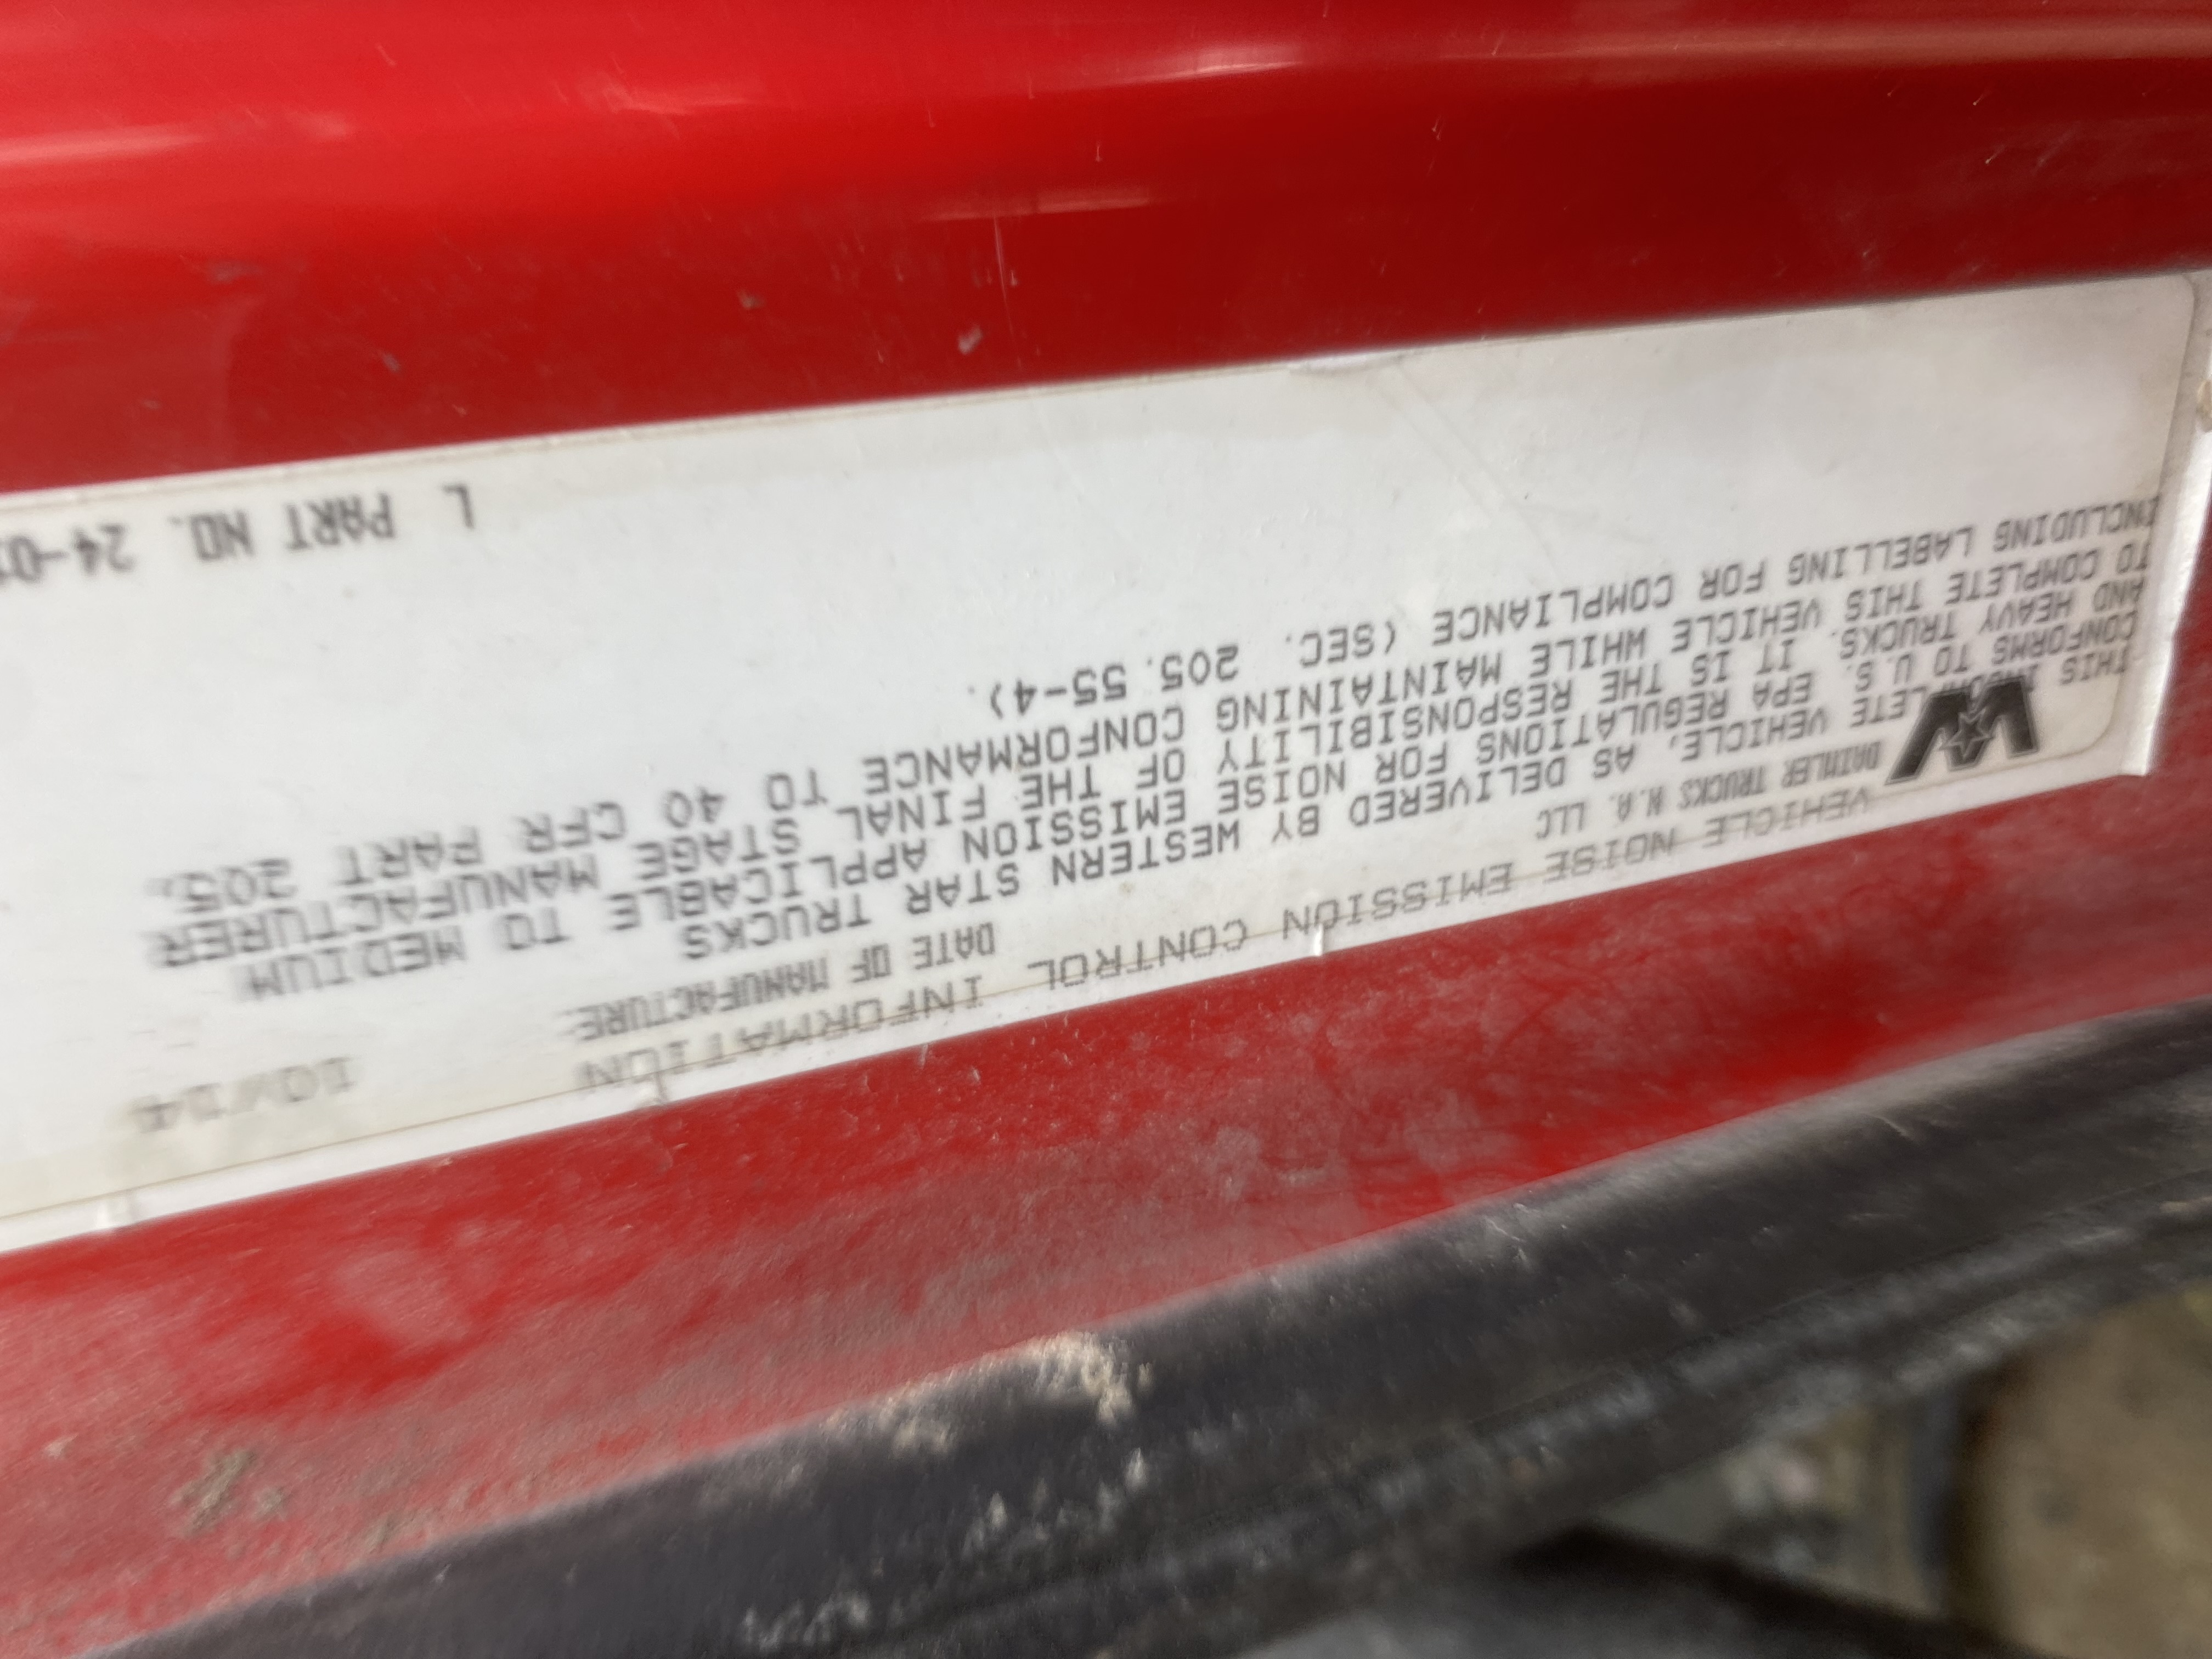 VEHICLE NOISE EMISSION CONTROL INFORMATION
DAIMLER TRUCKS N.A. LLC DATE OF MANUFACTURE: 10/14
THIS INCOMPLETE VEHICLE, AS DELIVERED BY WESTERN STAR TRUCKS
CONFORMS TO U.S. EPA REGULATIONS FOR NOISE EMISSION APPLICABLE TO MEDIUM
AND HEAVY TRUCKS. IT IS THE RESPONSIBILITY OF THE FINAL STAGE MANUFACTURER
TO COMPLETE THIS VEHICLE WHILE MAINTAINING CONFORMANCE TO 40 CFR PART 205,
INCLUDING LABELLING FOR COMPLIANCE (SEC. 205.55-4).
L PART NO. 24-01